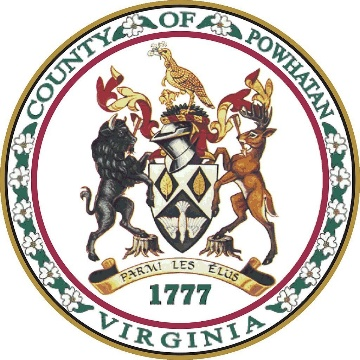 COUNTY OF POWHATAN
PARMI LES ÉLUS
1777
VIRGINIA